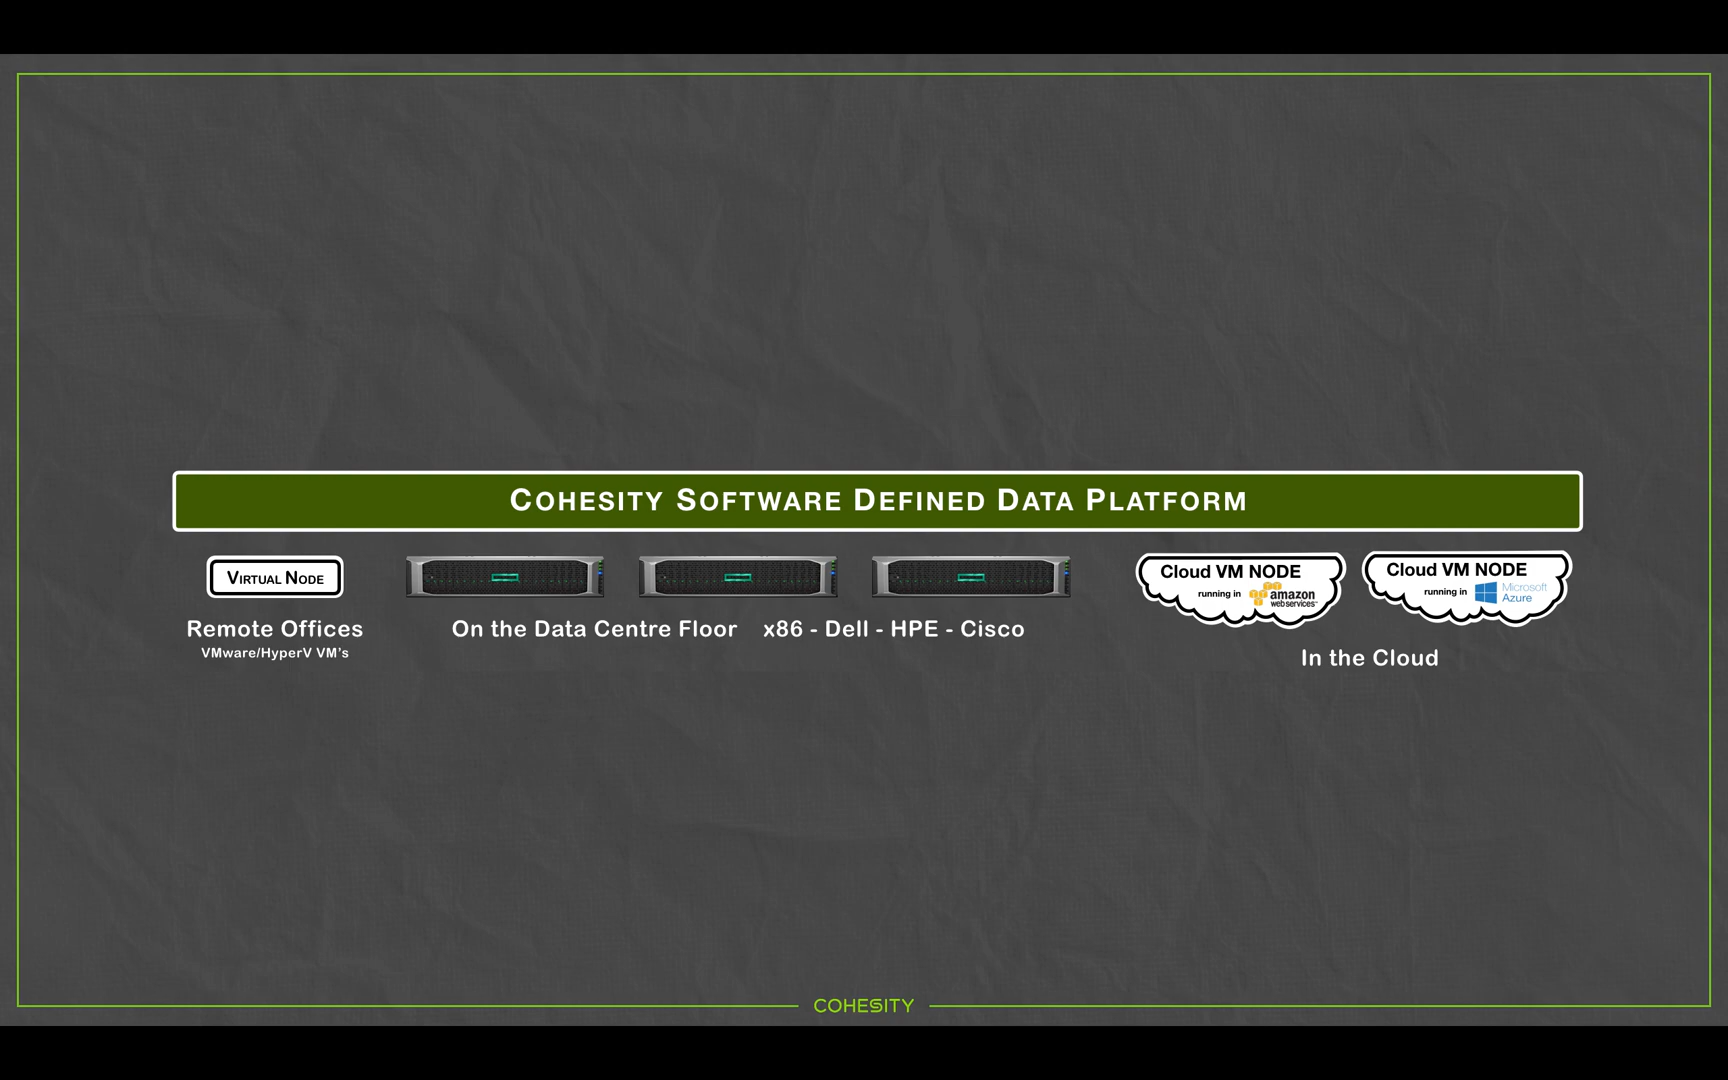 COHESITY SOFTWARE DEFINED DATA PLATFORM
VIRTUAL NODE
Remote Offices
VMware/HyperV VM's
On the Data Centre Floor x86 - Dell - HPE - Cisco
Cloud VM NODE
running in amazon
webservices™
Cloud VM NODE
running in Microsoft
Azure
In the Cloud
COHESITY